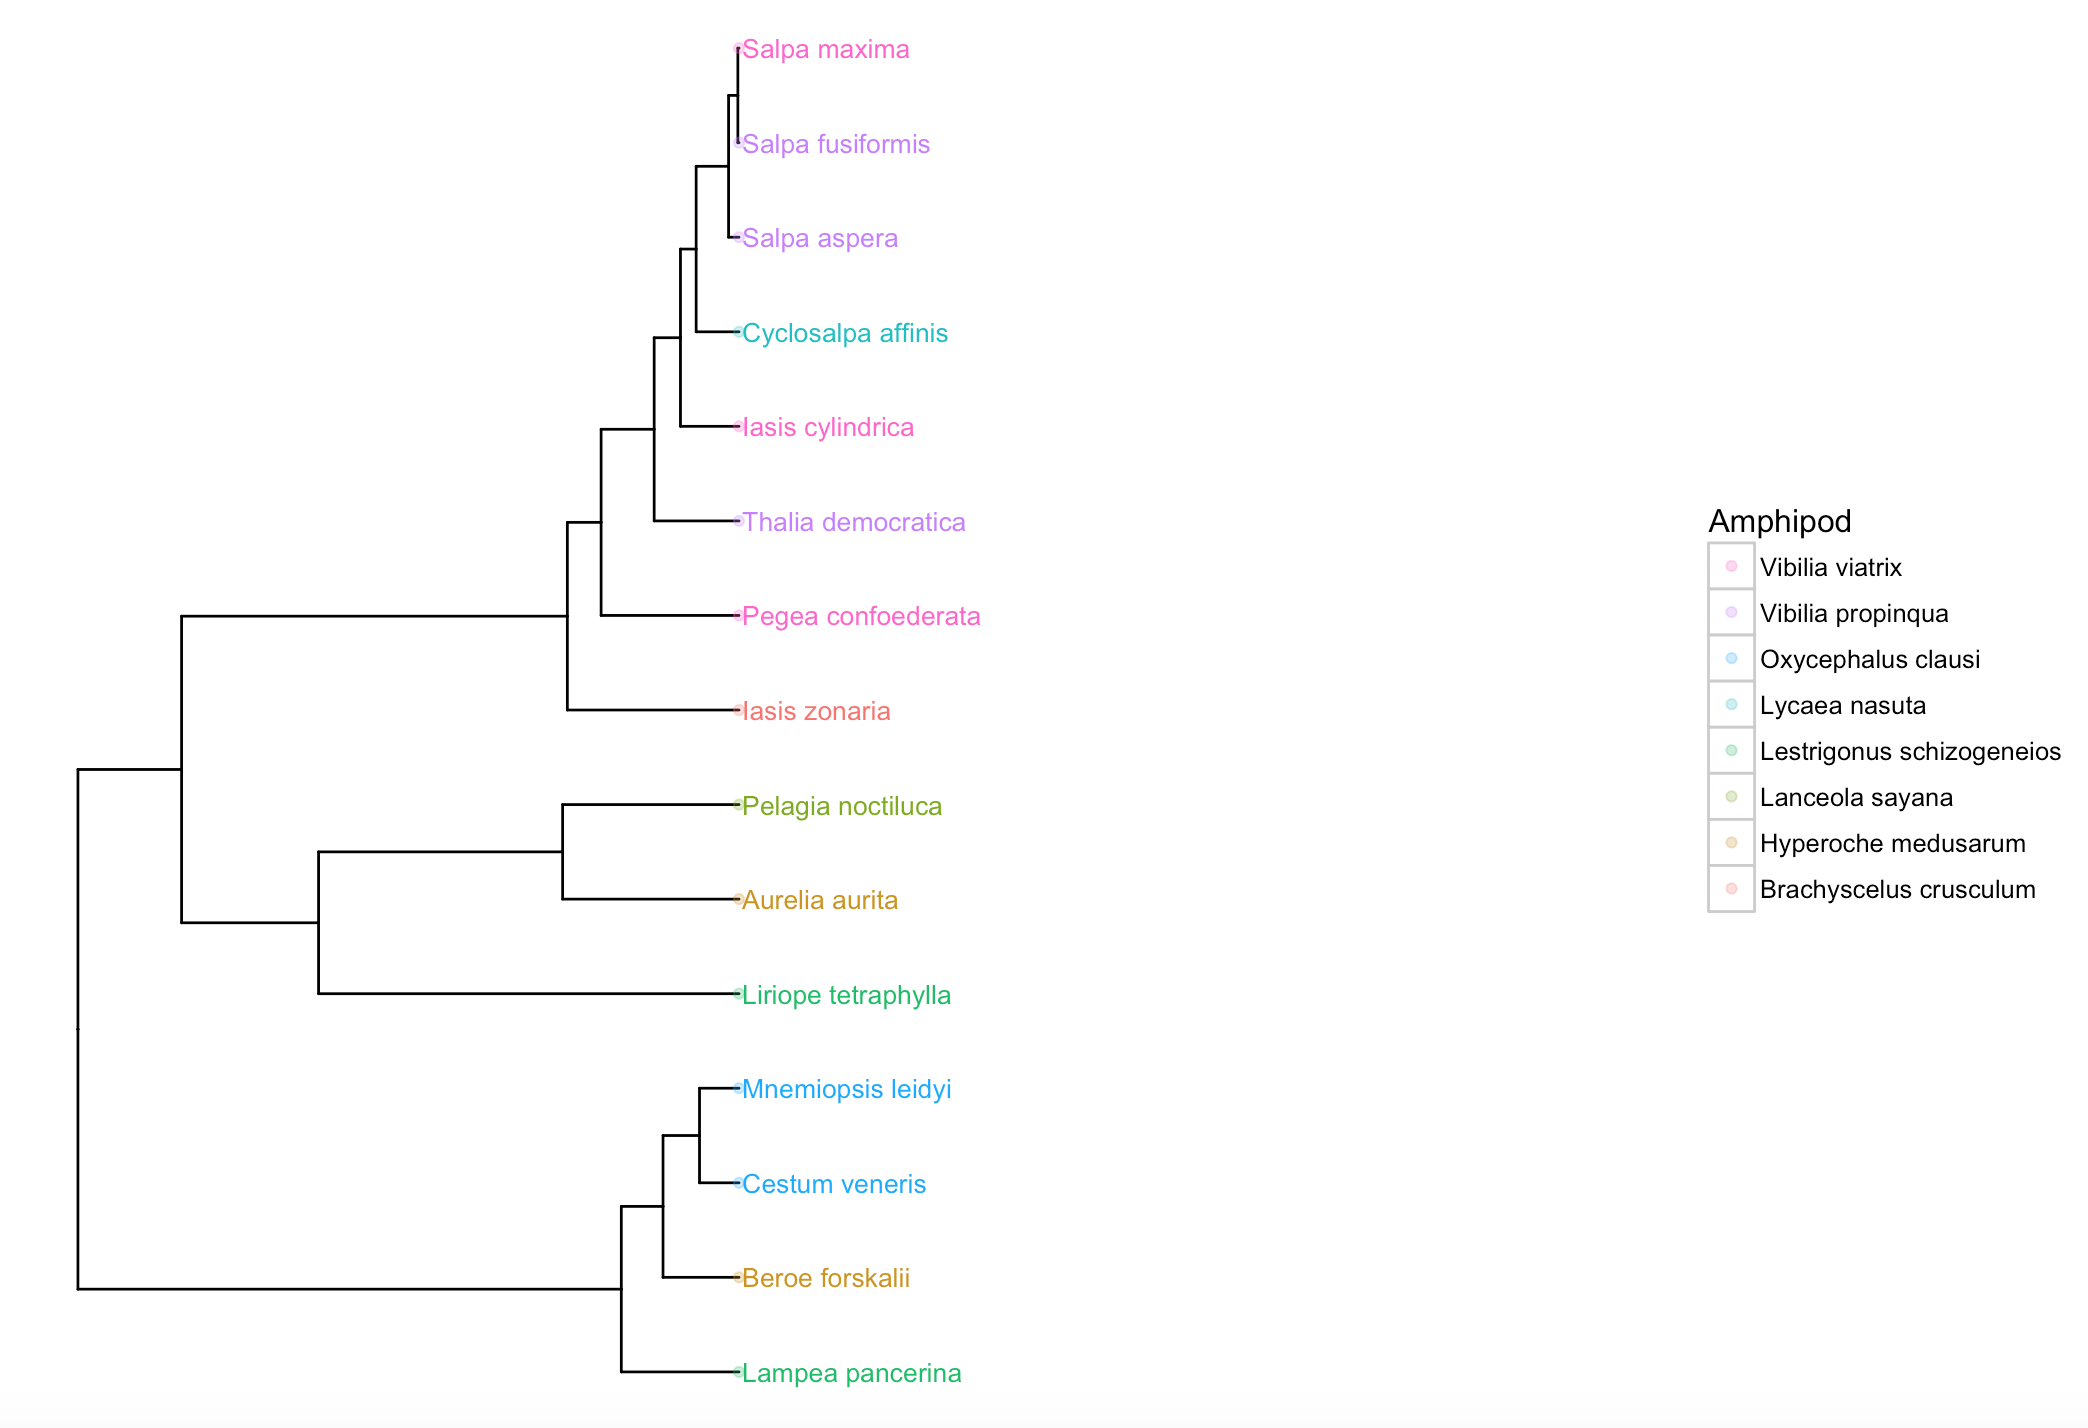 Salpa maxima
Salpa fusiformis
Salpa aspera
Cyclosalpa affinis
Iasis cylindrica
Thalia democratica
Pegea confoederata
Iasis zonaria
Pelagia noctiluca
Aurelia aurita
Liriope tetraphylla
Mnemiopsis leidyi
Cestum veneris
Beroe forskalii
Lampea pancerina
Amphipod
Vibilia viatrix
Vibilia propinqua
Oxycephalus clausi
Lycaea nasuta
Lestrigonus schizogeneios
Lanceola sayana
Hyperoche medusarum
Brachyscelus crusculum